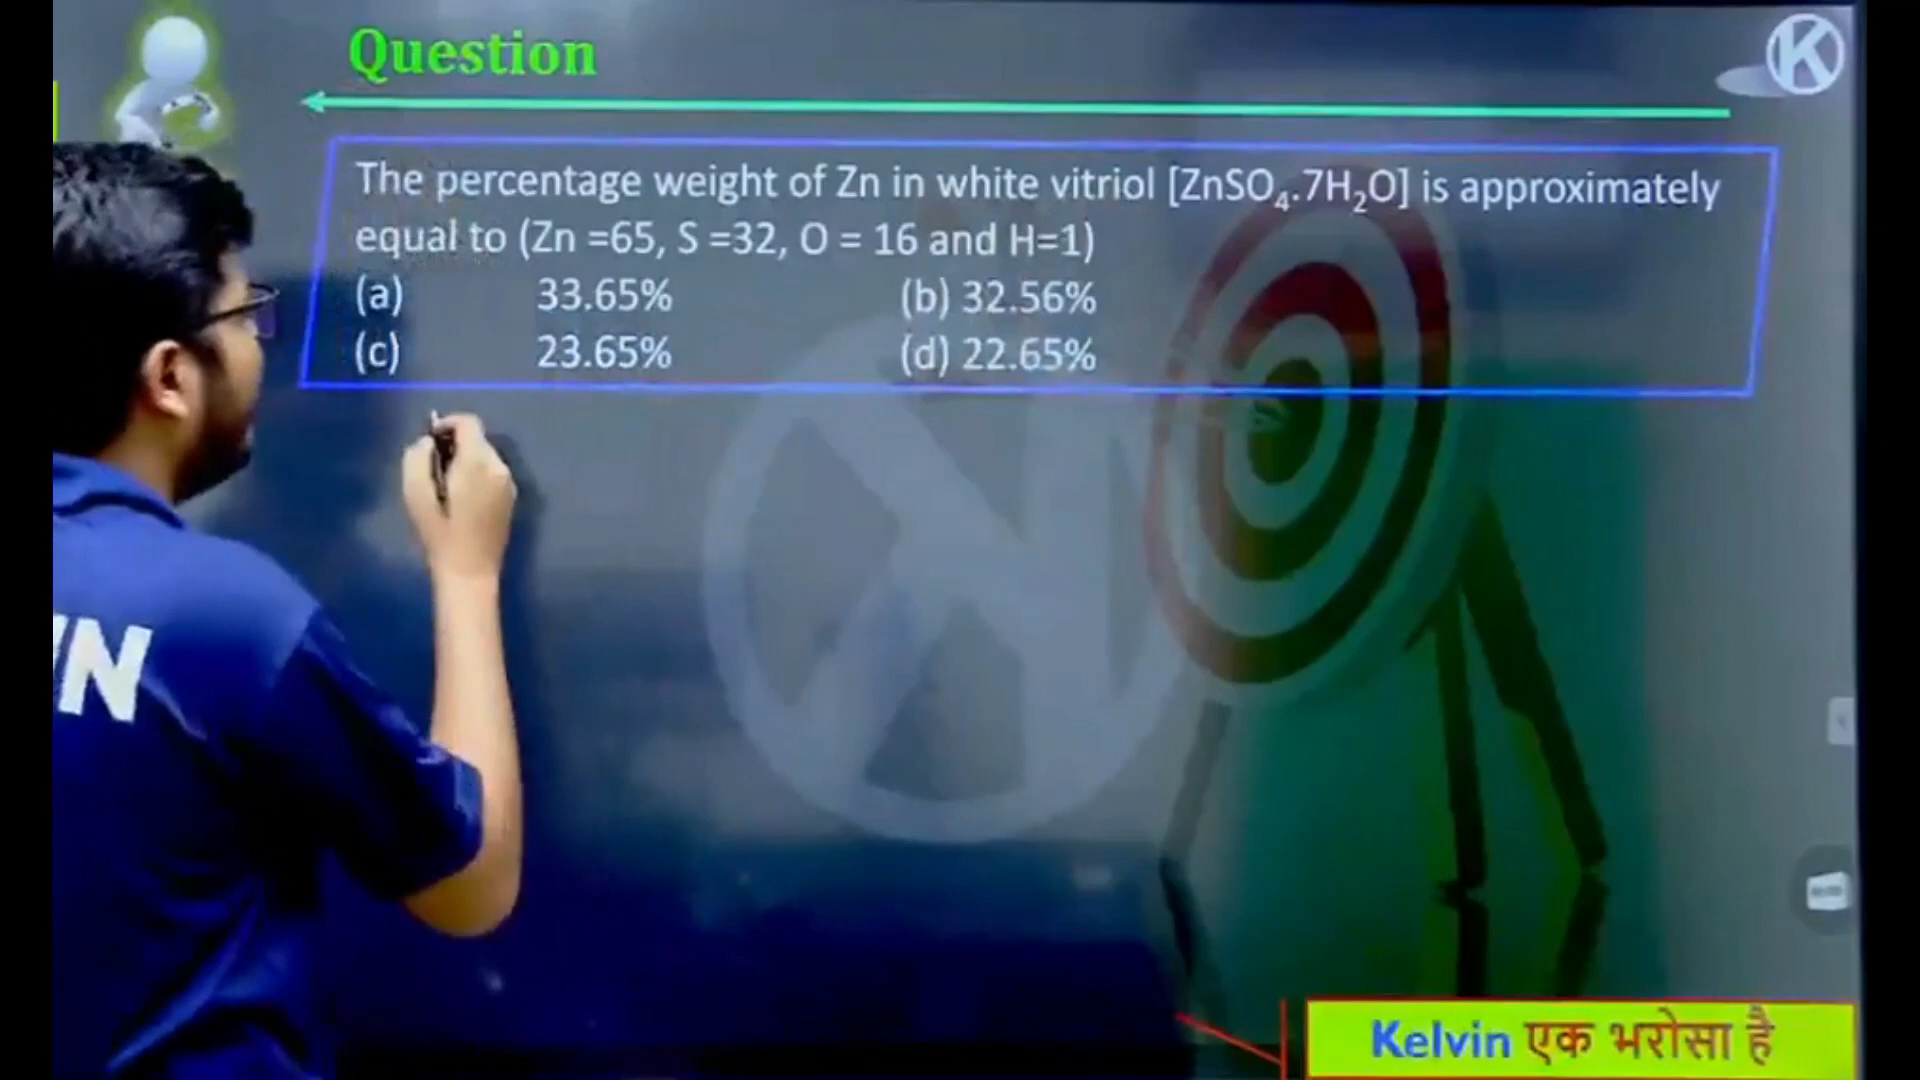 Question
K
The percentage weight of Zn in white vitriol [ZnSO₄.7H₂O] is approximately
equal to (Zn =65, S =32, O = 16 and H=1)
(a) 33.65% (b) 32.56%
(c) 23.65% (d) 22.65%
N
Kelvin एक भरोसा है